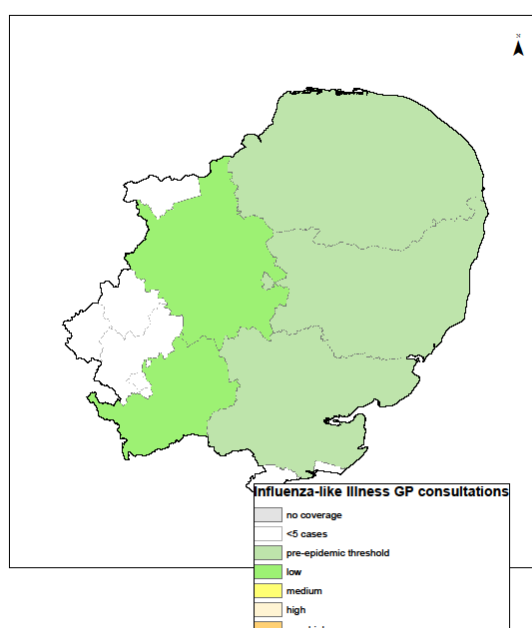 N
Influenza-like Illness GP consultations
no coverage
<5 cases
pre-epidemic threshold
low
medium
high